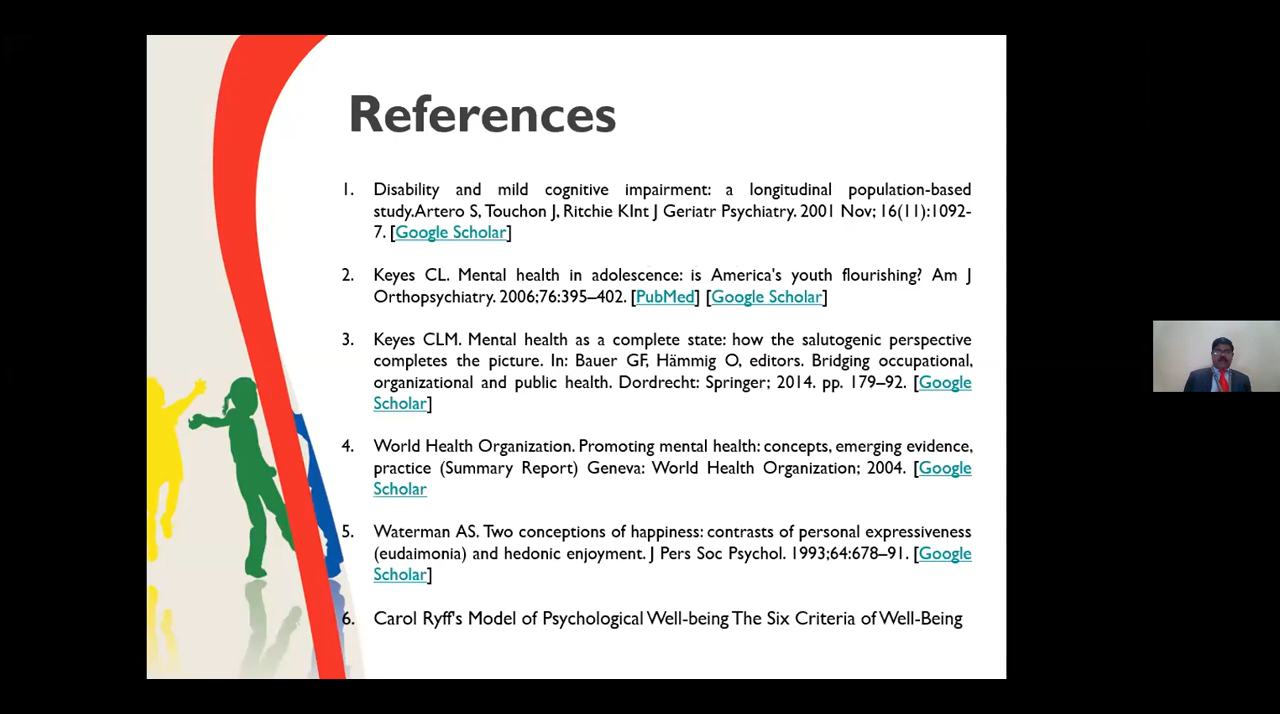 References
1. Disability and mild cognitive impairment: a longitudinal population-based
study.Artero S, Touchon J, Ritchie KInt J Geriatr Psychiatry. 2001 Nov; 16(11):1092-
7. [Google Scholar]
2. Keyes CL. Mental health in adolescence: is America's youth flourishing? Am J
Orthopsychiatry. 2006;76:395–402. [PubMed] [Google Scholar]
3. Keyes CLM. Mental health as a complete state: how the salutogenic perspective
completes the picture. In: Bauer GF, Hämmig O, editors. Bridging occupational,
organizational and public health. Dordrecht: Springer; 2014. pp. 179–92. [Google
Scholar]
4. World Health Organization. Promoting mental health: concepts, emerging evidence,
practice (Summary Report) Geneva: World Health Organization; 2004. [Google
Scholar
5. Waterman AS. Two conceptions of happiness: contrasts of personal expressiveness
(eudaimonia) and hedonic enjoyment. J Pers Soc Psychol. 1993;64:678–91. [Google
Scholar]
6. Carol Ryff's Model of Psychological Well-being The Six Criteria of Well-Being